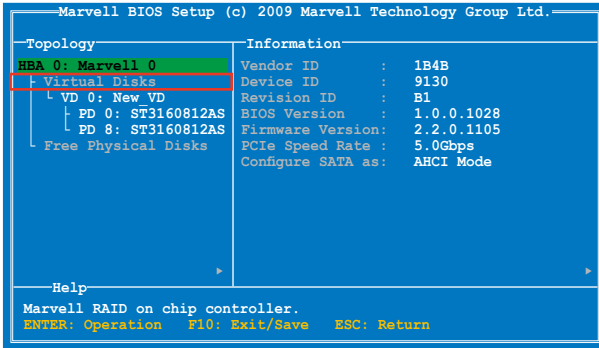 Marvell BIOS Setup (c) 2009 Marvell Technology Group Ltd.
Topology
HBA 0: Marvell 0
Virtual Disks
VD 0: New_VD
PD 0: ST3160812AS
PD 8: ST3160812AS
Free Physical Disks
Information
Vendor ID : 1B4B
Device ID : 9130
Revision ID : B1
BIOS Version : 1.0.0.1028
Firmware Version: 2.2.0.1105
PCIe Speed Rate : 5.0Gbps
Configure SATA as: AHCI Mode
Help
Marvell RAID on chip controller.
ENTER: Operation F10: Exit/Save ESC: Return